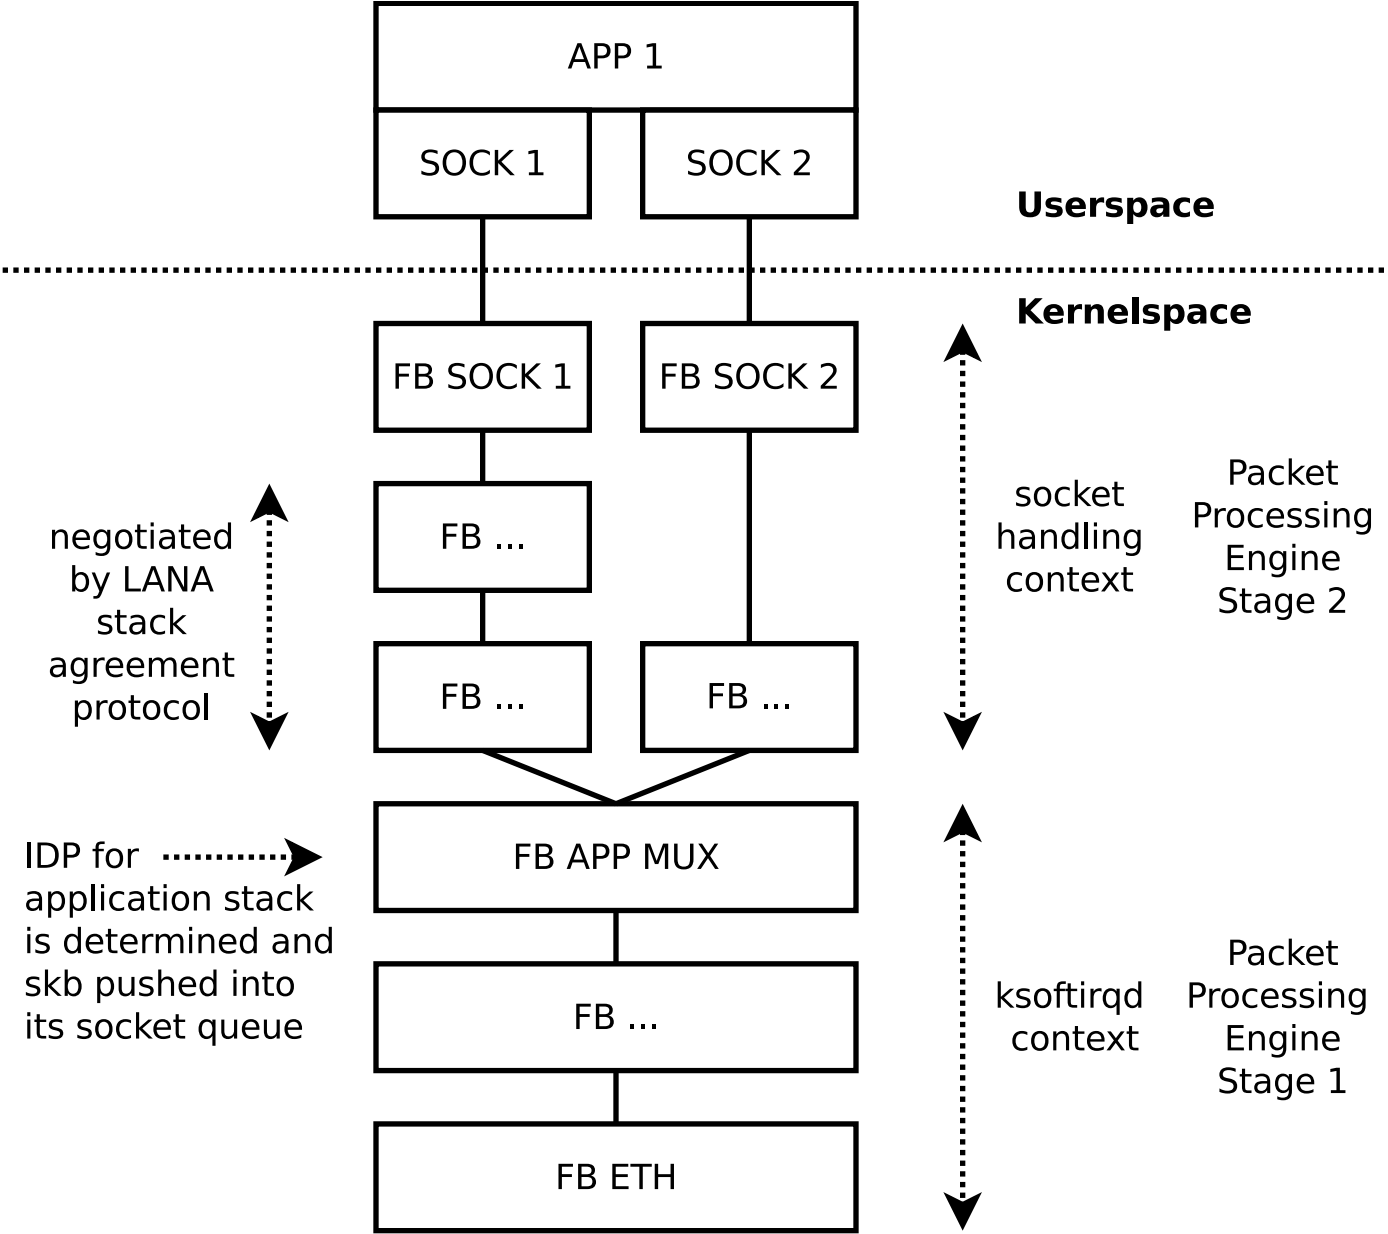 APP 1
SOCK 1
SOCK 2
Userspace
Kernelspace
FB SOCK 1
FB SOCK 2
negotiated
by LANA
stack
agreement
protocol
FB ...
FB ...
FB ...
socket
handling
context
Packet
Processing
Engine
Stage 2
IDP for
application stack
is determined and
skb pushed into
its socket queue
FB APP MUX
FB ...
FB ETH
ksoftirqd
context
Packet
Processing
Engine
Stage 1